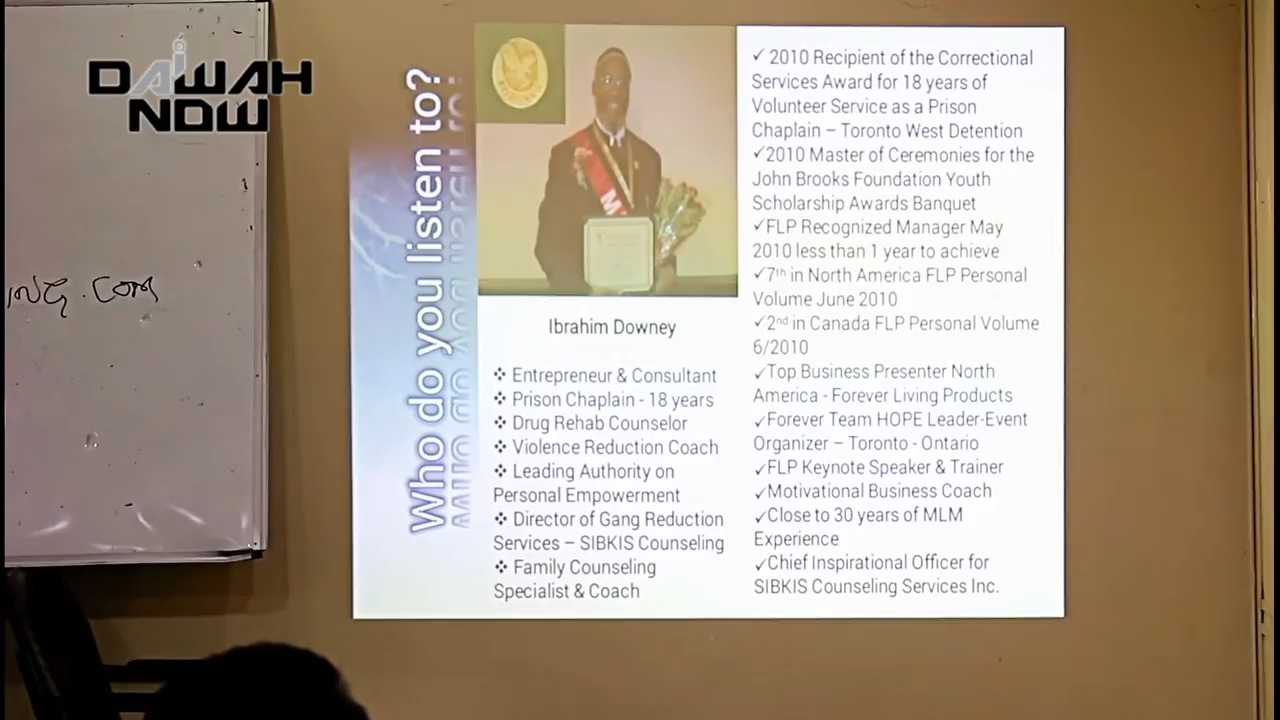 DAWAH
NOW
Who do you listen to?
Ibrahim Downey
❖ Entrepreneur & Consultant
❖ Prison Chaplain - 18 years
❖ Drug Rehab Counselor
❖ Violence Reduction Coach
❖ Leading Authority on
Personal Empowerment
❖ Director of Gang Reduction
Services – SIBKIS Counseling
❖ Family Counseling
Specialist & Coach
✓ 2010 Recipient of the Correctional
Services Award for 18 years of
Volunteer Service as a Prison
Chaplain – Toronto West Detention
✓2010 Master of Ceremonies for the
John Brooks Foundation Youth
Scholarship Awards Banquet
✓FLP Recognized Manager May
2010 less than 1 year to achieve
✓7th in North America FLP Personal
Volume June 2010
✓2nd in Canada FLP Personal Volume
6/2010
✓Top Business Presenter North
America - Forever Living Products
✓Forever Team HOPE Leader-Event
Organizer – Toronto - Ontario
✓FLP Keynote Speaker & Trainer
✓Motivational Business Coach
✓Close to 30 years of MLM
Experience
✓Chief Inspirational Officer for
SIBKIS Counseling Services Inc.
.com